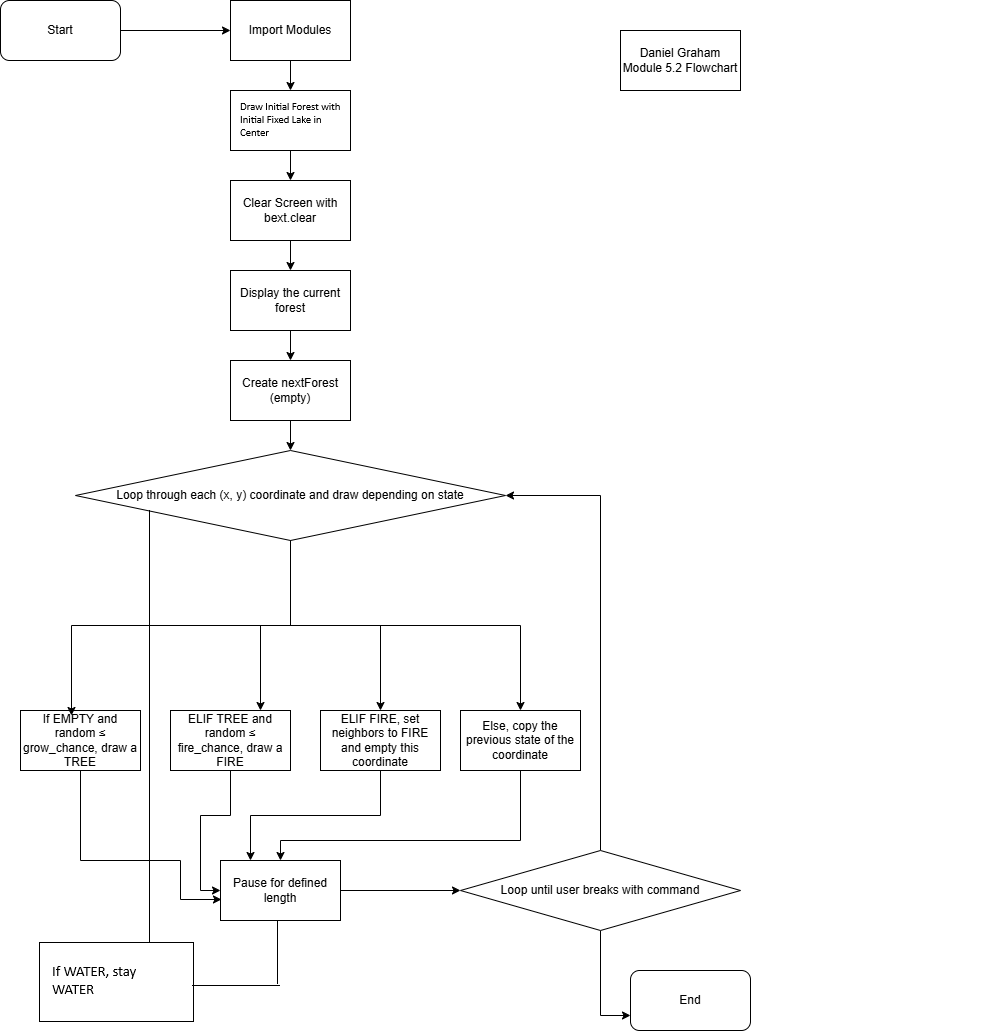 Start
Import Modules
Daniel Graham
Module 5.2 Flowchart
Draw Initial Forest with
Initial Fixed Lake in
Center
Clear Screen with
bext.clear
Display the current
forest
Create nextForest
(empty)
Loop through each (x, y) coordinate and draw depending on state
If EMPTY and
random ≤
grow_chance, draw a
TREE
ELIF TREE and
random ≤
fire_chance, draw a
FIRE
ELIF FIRE, set
neighbors to FIRE
and empty this
coordinate
Else, copy the
previous state of the
coordinate
Pause for defined
length
Loop until user breaks with command
If WATER, stay
WATER
End